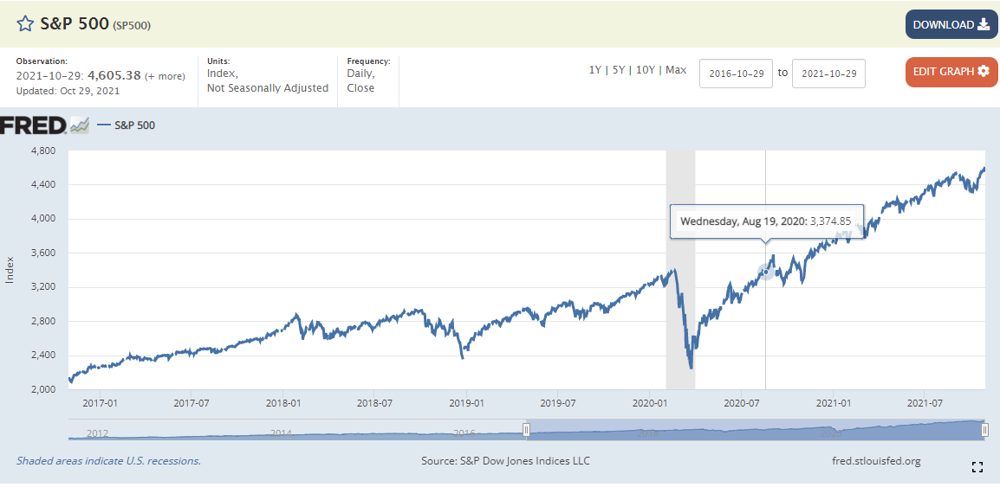 S&P 500 (SP500)
DOWNLOAD
Observation:
2021-10-29: 4,605.38 (+ more)
Updated: Oct 29, 2021
Units:
Index,
Not Seasonally Adjusted
Frequency:
Daily,
Close
1Y | 5Y | 10Y | Max
2016-10-29 to 2021-10-29
EDIT GRAPH
FRED
S&P 500
4,800
4,400
4,000
3,600
3,200
2,800
2,400
2,000
Index
Wednesday, Aug 19, 2020: 3,374.85
2017-01 2017-07 2018-01 2018-07 2019-01 2019-07 2020-01 2020-07 2021-01 2021-07
2012 2014 2016 2018 2020
Shaded areas indicate U.S. recessions.
Source: S&P Dow Jones Indices LLC
fred.stlouisfed.org